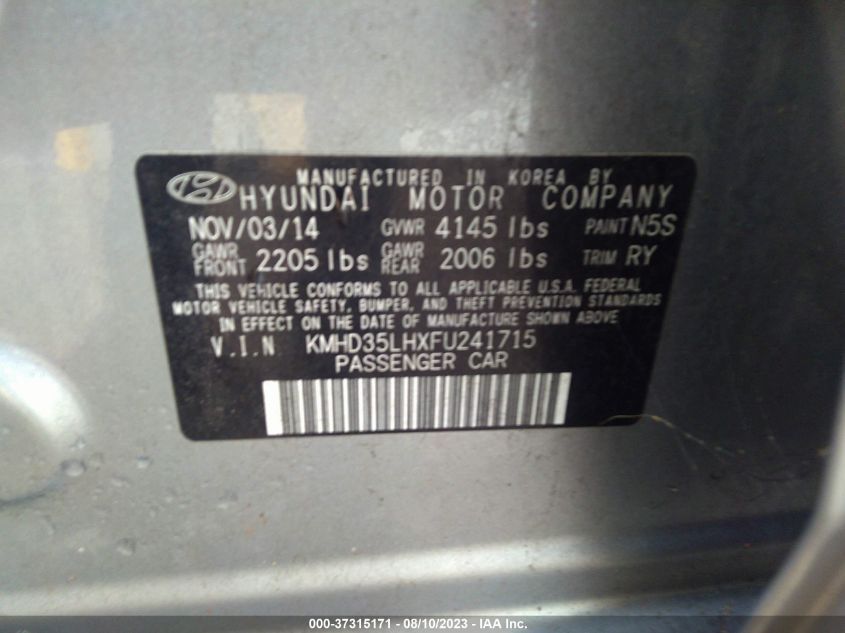 MANUFACTURED IN KOREA BY
HYUNDAI MOTOR COMPANY
NOV/03/14 GVWR 4145 lbs PAINT N5S
GAWR FRONT 2205 lbs GAWR REAR 2006 lbs TRIM RY
THIS VEHICLE CONFORMS TO ALL APPLICABLE U.S.A. FEDERAL
MOTOR VEHICLE SAFETY, BUMPER, AND THEFT PREVENTION STANDARDS
IN EFFECT ON THE DATE OF MANUFACTURE SHOWN ABOVE
V.I.N KMHD35LHXFU241715
PASSENGER CAR
000-37315171 - 08/10/2023 - IAA Inc.